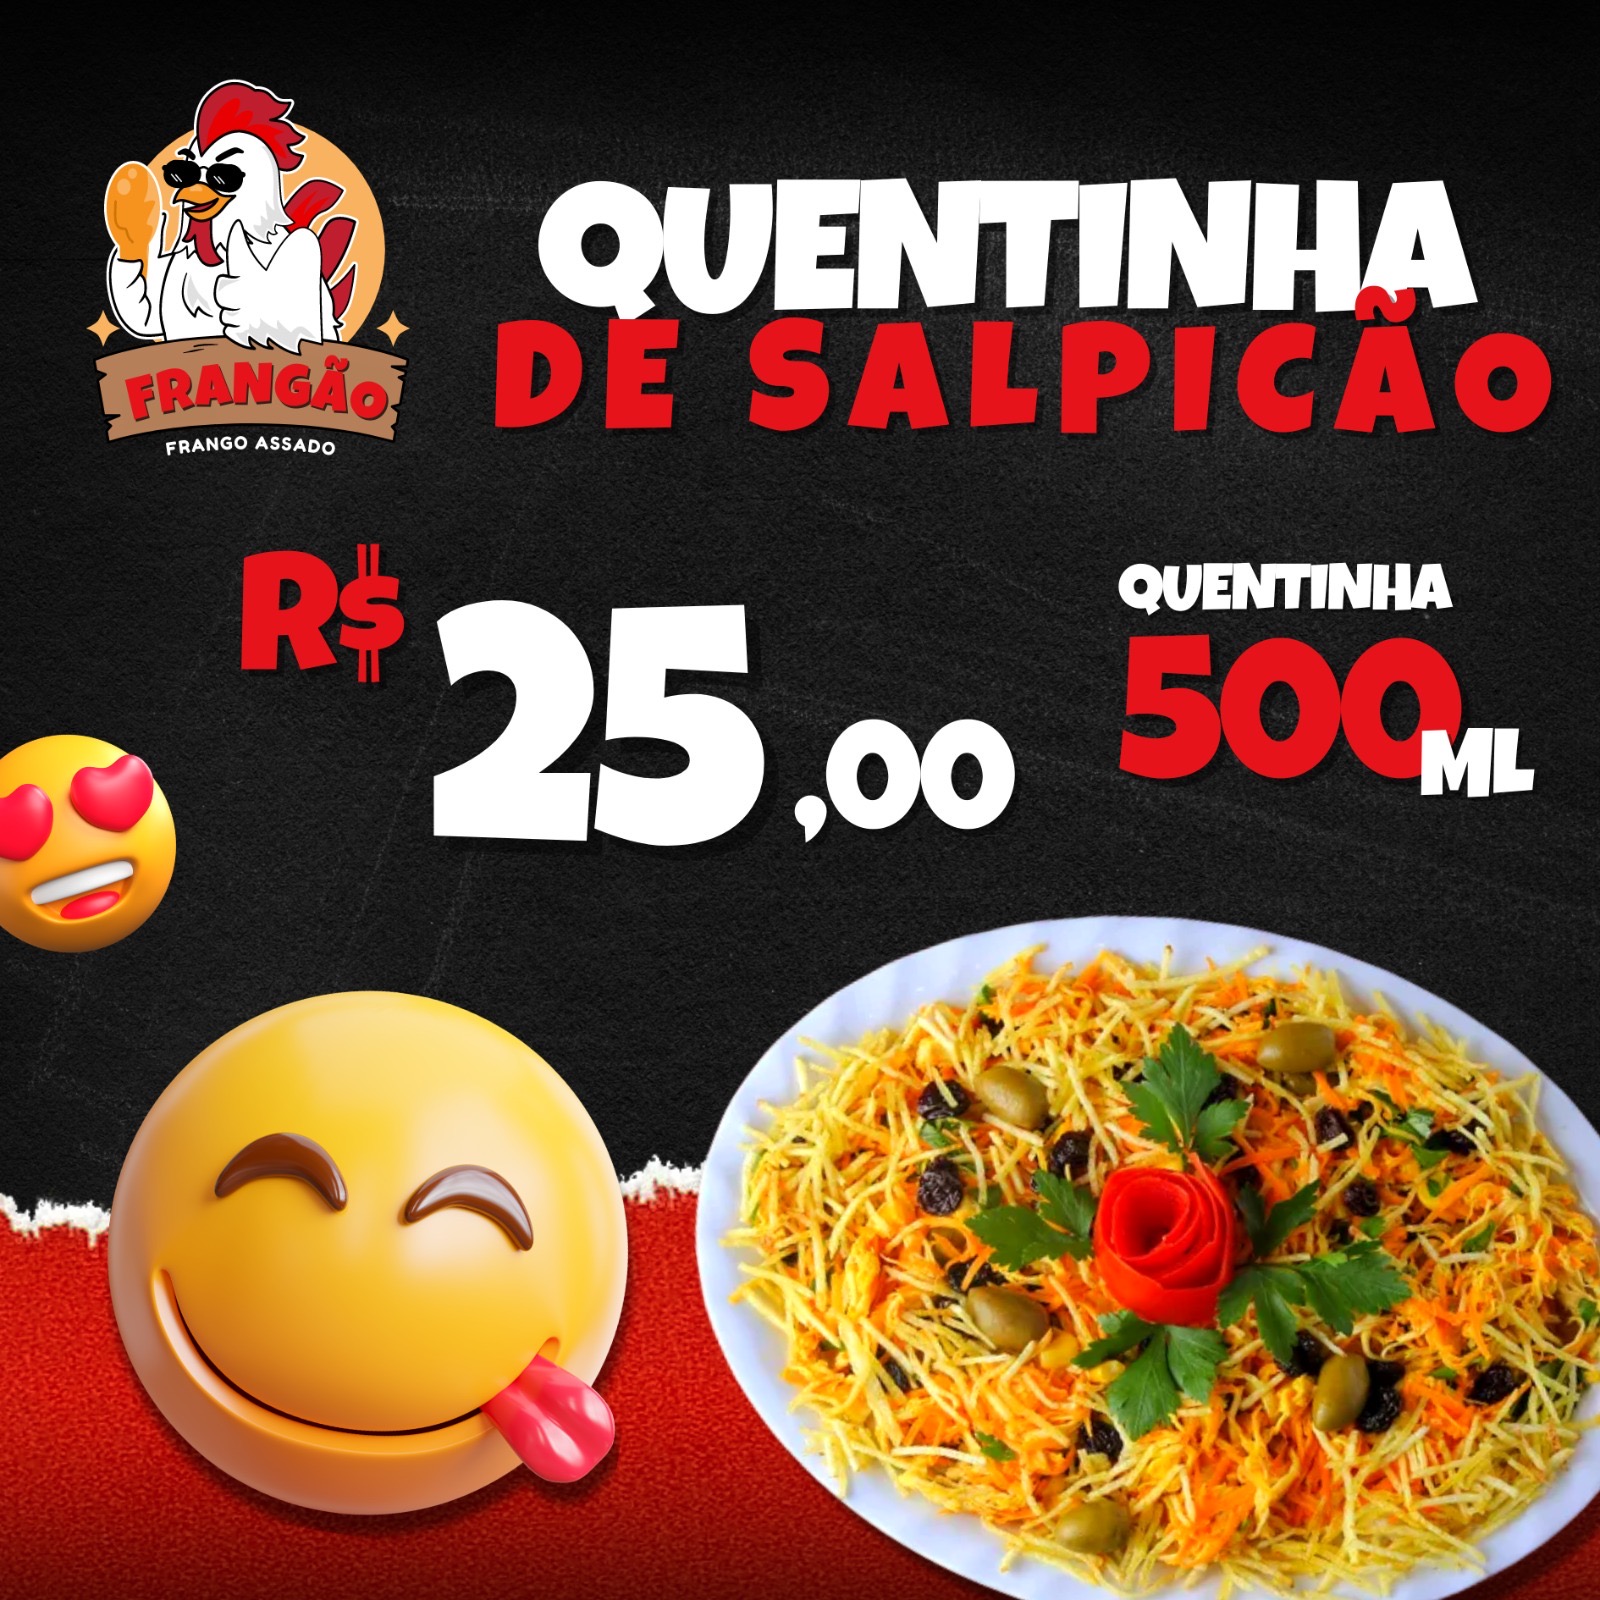 FRANGÃO
FRANGO ASSADO
QUENTINHA
DE SALPICÃO
R$ 25,00
QUENTINHA
500ML